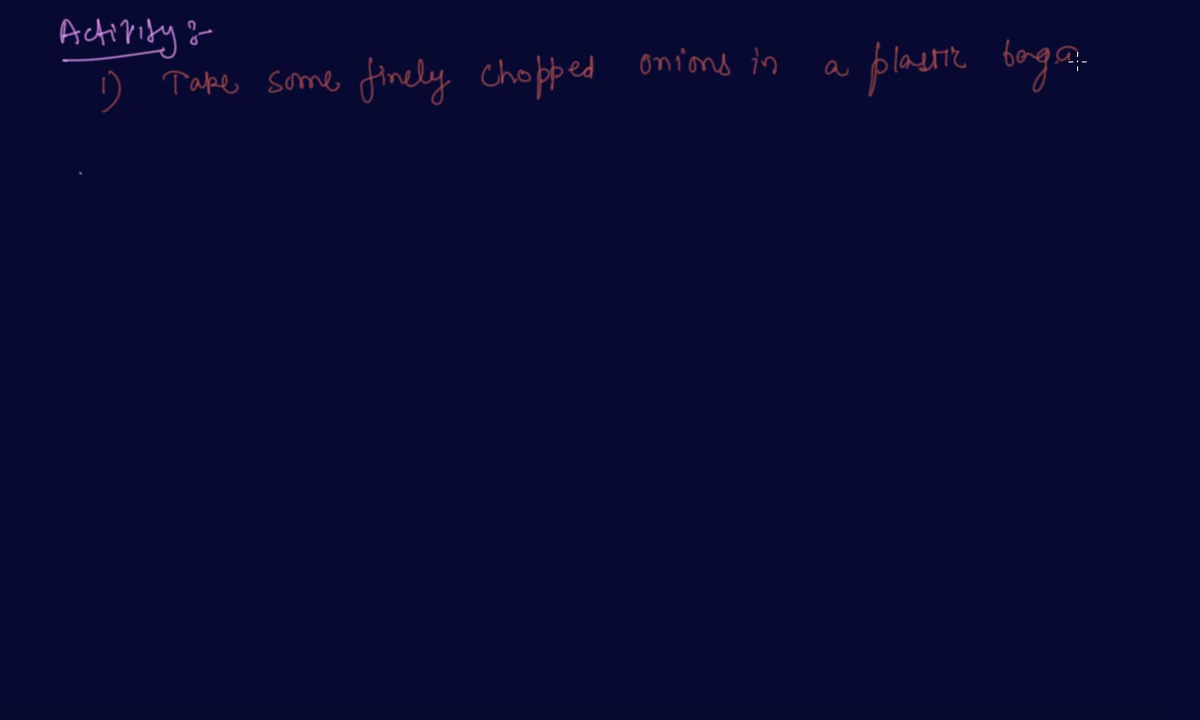 Activity :-
1) Take some finely chopped onions in a plastic bag a